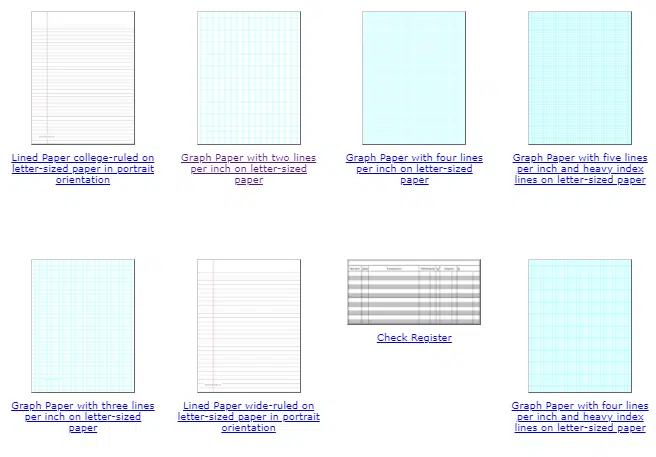 Lined Paper college-ruled on
letter-sized paper in portrait
orientation
Graph Paper with two lines
per inch on letter-sized
paper
Graph Paper with four lines
per inch on letter-sized
paper
Graph Paper with five lines
per inch and heavy index
lines on letter-sized paper
Graph Paper with three lines
per inch on letter-sized
paper
Lined Paper wide-ruled on
letter-sized paper in portrait
orientation
Check Register
Graph Paper with four lines
per inch and heavy index
lines on letter-sized paper